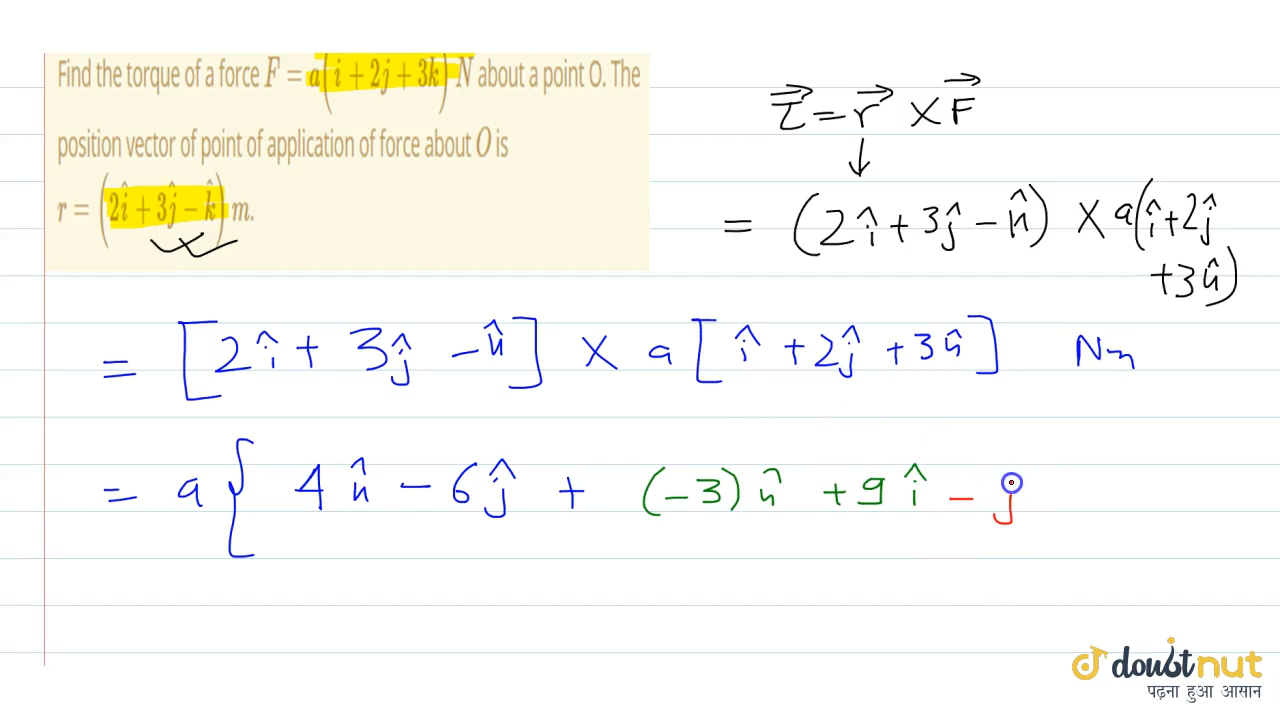 Find the torque of a force F = a(i + 2j + 3k) N about a point O. The
position vector of point of application of force about O is
r = (2î + 3ĵ − k̂) m.
τ⃗ = r⃗ × F⃗
= (2î + 3ĵ − k̂) × a(î + 2ĵ
+ 3k̂)
= [2î + 3ĵ − k̂] × a [î + 2ĵ + 3k̂] Nm
= a { 4k̂ − 6ĵ + (−3)k̂ + 9î − j
doubtnut
पढ़ना हुआ आसान